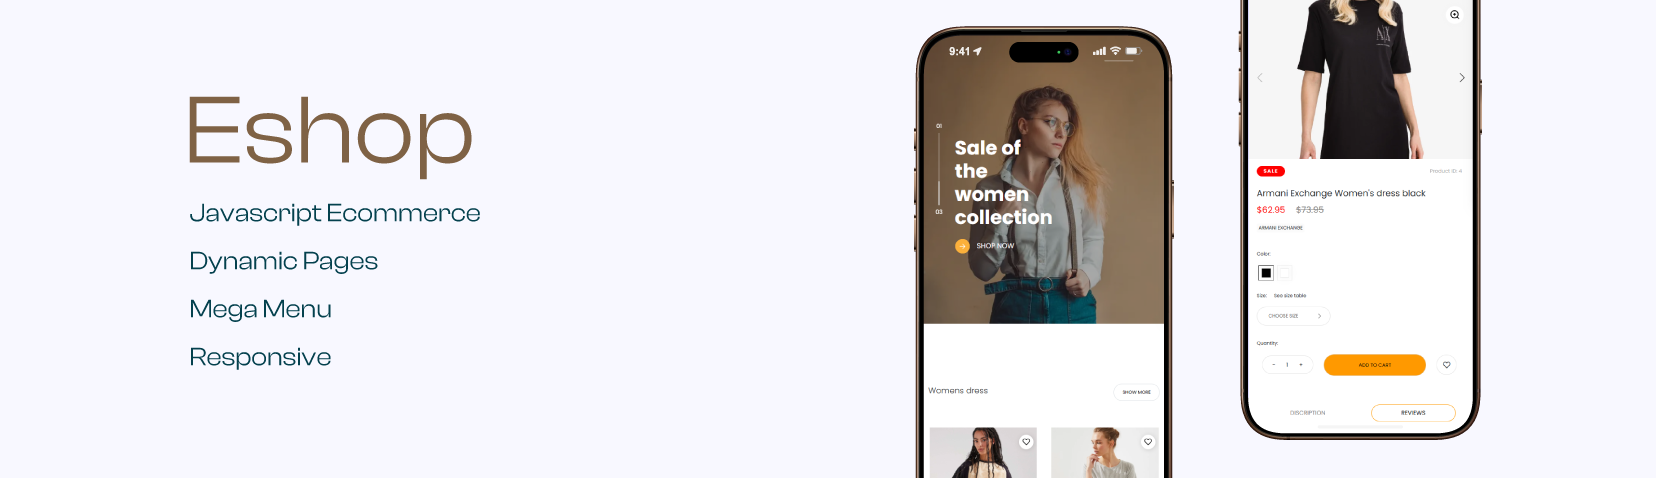 Eshop
Javascript Ecommerce
Dynamic Pages
Mega Menu
Responsive
9:41
01
Sale of
the
women
collection
03
SHOP NOW
Womens dress
SHOW MORE
A|X
SALE
Product ID: 4
Armani Exchange Women's dress black
$62.95 $73.95
ARMANI EXCHANGE
Color:
Size: See size table
CHOOSE SIZE
Quantity:
- 1 +
ADD TO CART
DISCRIPTION
REVIEWS